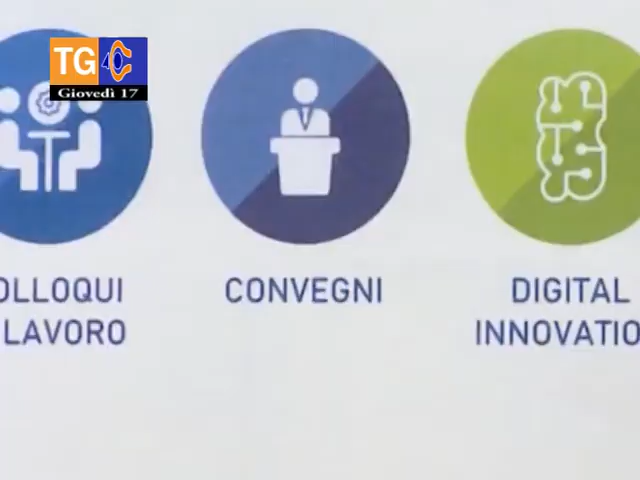 TG
Giovedì 17
OLLOQUI
LAVORO
CONVEGNI
DIGITAL
INNOVATIO